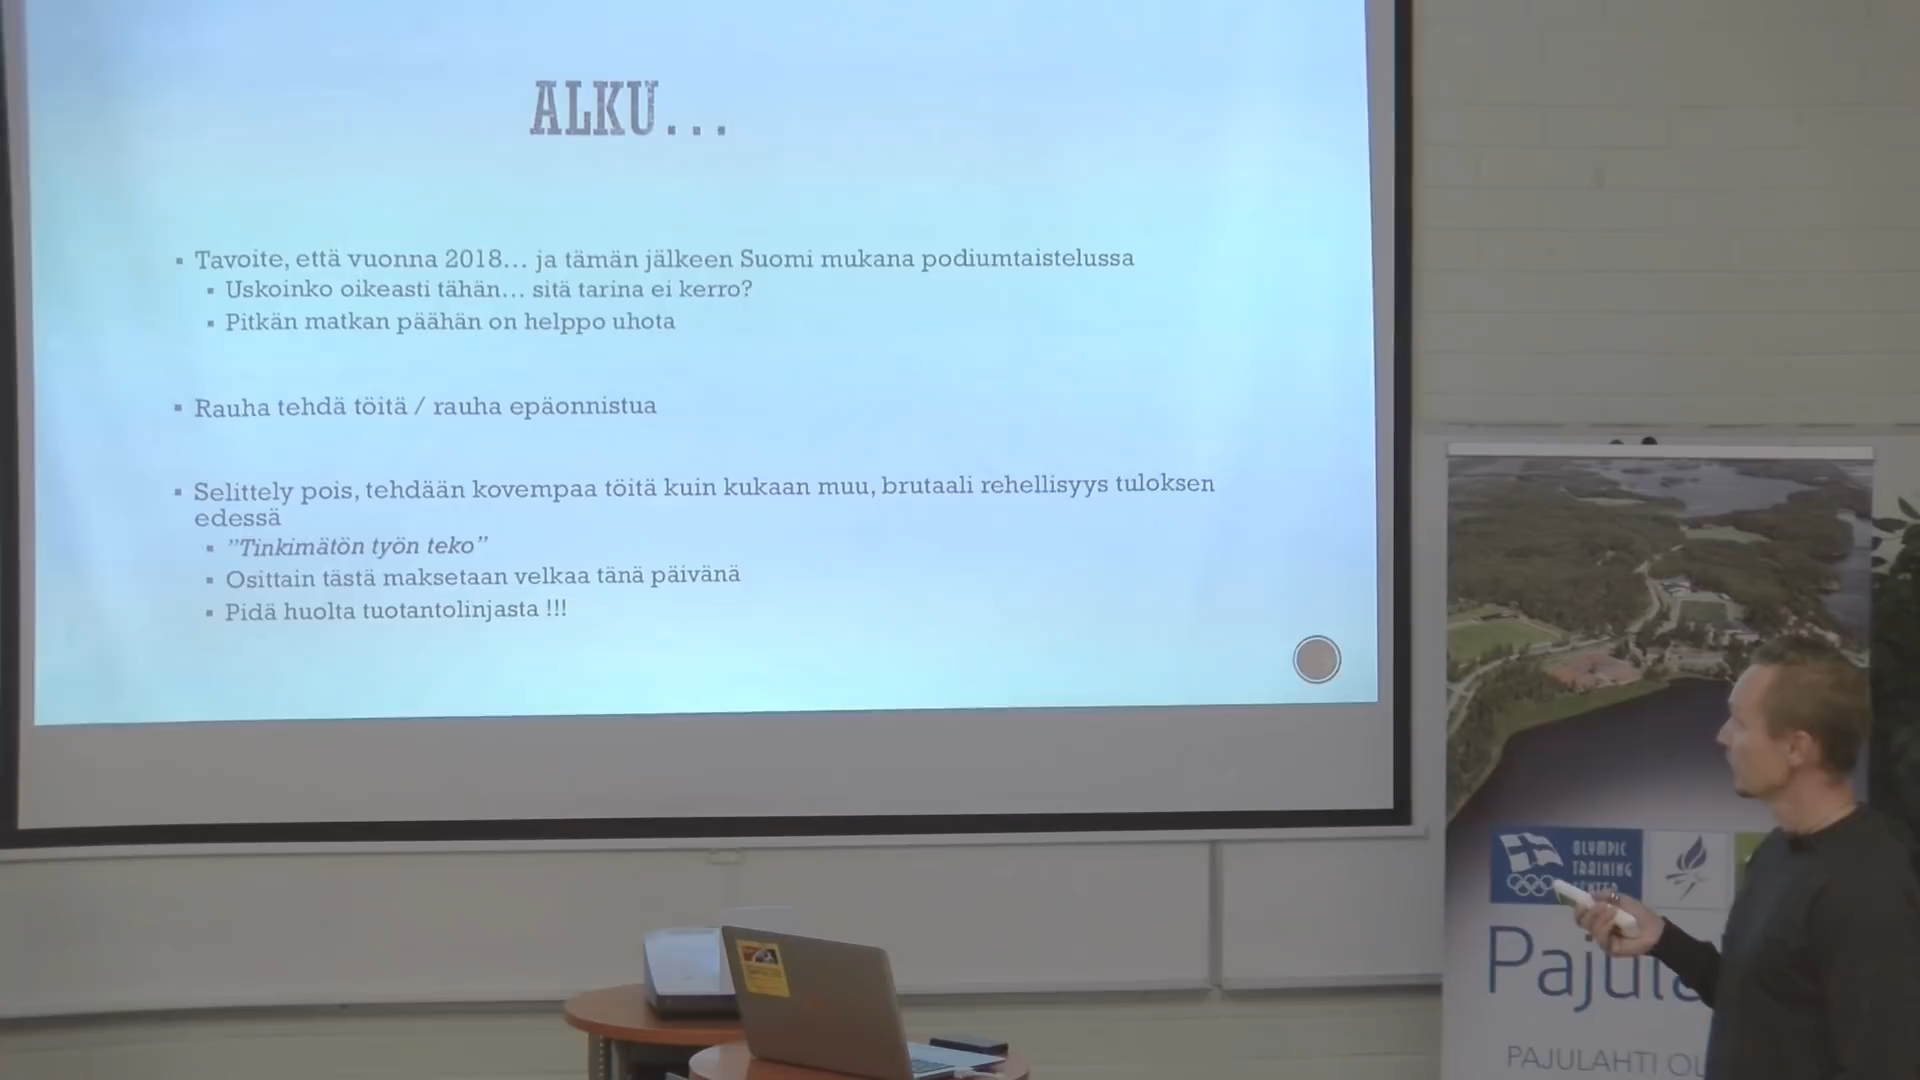 ALKU...
▪ Tavoite, että vuonna 2018... ja tämän jälkeen Suomi mukana podiumtaistelussa
▪ Uskoinko oikeasti tähän... sitä tarina ei kerro?
▪ Pitkän matkan päähän on helppo uhota
▪ Rauha tehdä töitä / rauha epäonnistua
▪ Selittely pois, tehdään kovempaa töitä kuin kukaan muu, brutaali rehellisyys tuloksen
edessä
▪ ”Tinkimätön työn teko”
▪ Osittain tästä maksetaan velkaa tänä päivänä
▪ Pidä huolta tuotantolinjasta !!!
OLYMPIC
TRAINING
CENTER
Pajula
PAJULAHTI OL